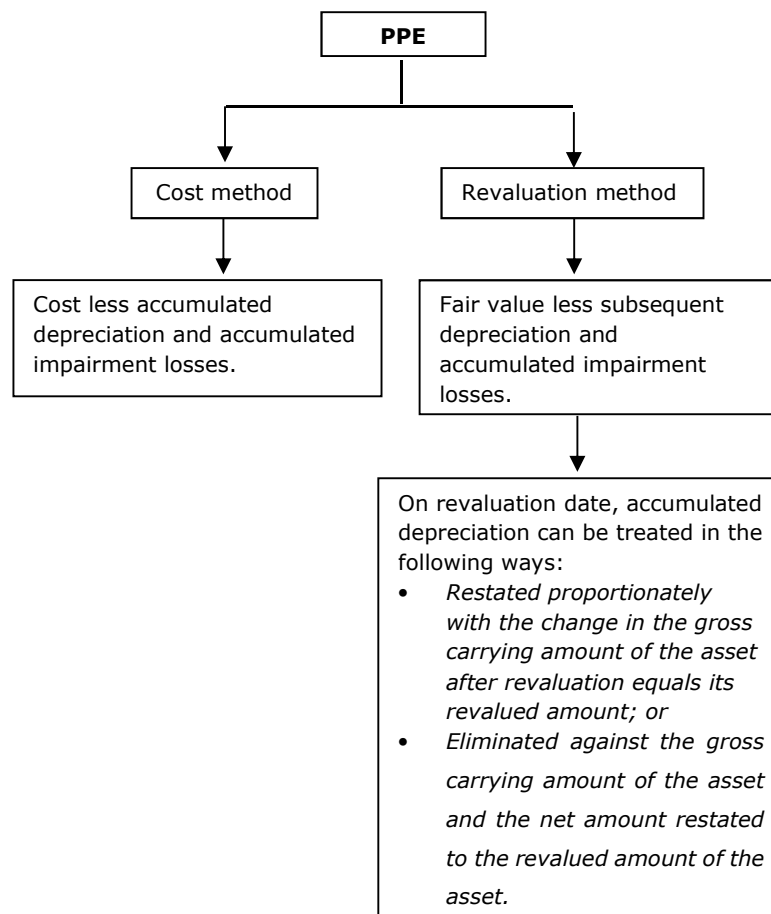 PPE
Cost method
Revaluation method
Cost less accumulated
depreciation and accumulated
impairment losses.
Fair value less subsequent
depreciation and
accumulated impairment
losses.
On revaluation date, accumulated
depreciation can be treated in the
following ways:
• Restated proportionately
with the change in the gross
carrying amount of the asset
after revaluation equals its
revalued amount; or
• Eliminated against the gross
carrying amount of the asset
and the net amount restated
to the revalued amount of the
asset.